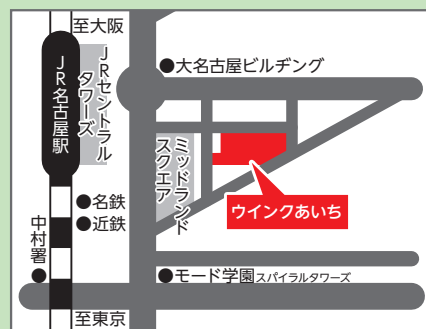 至大阪
JR名古屋駅
JRセントラル
タワーズ
●大名古屋ビルヂング
ミッドランド
スクエア
ウインクあいち
●名鉄
●近鉄
中村署
●モード学園スパイラルタワーズ
至東京